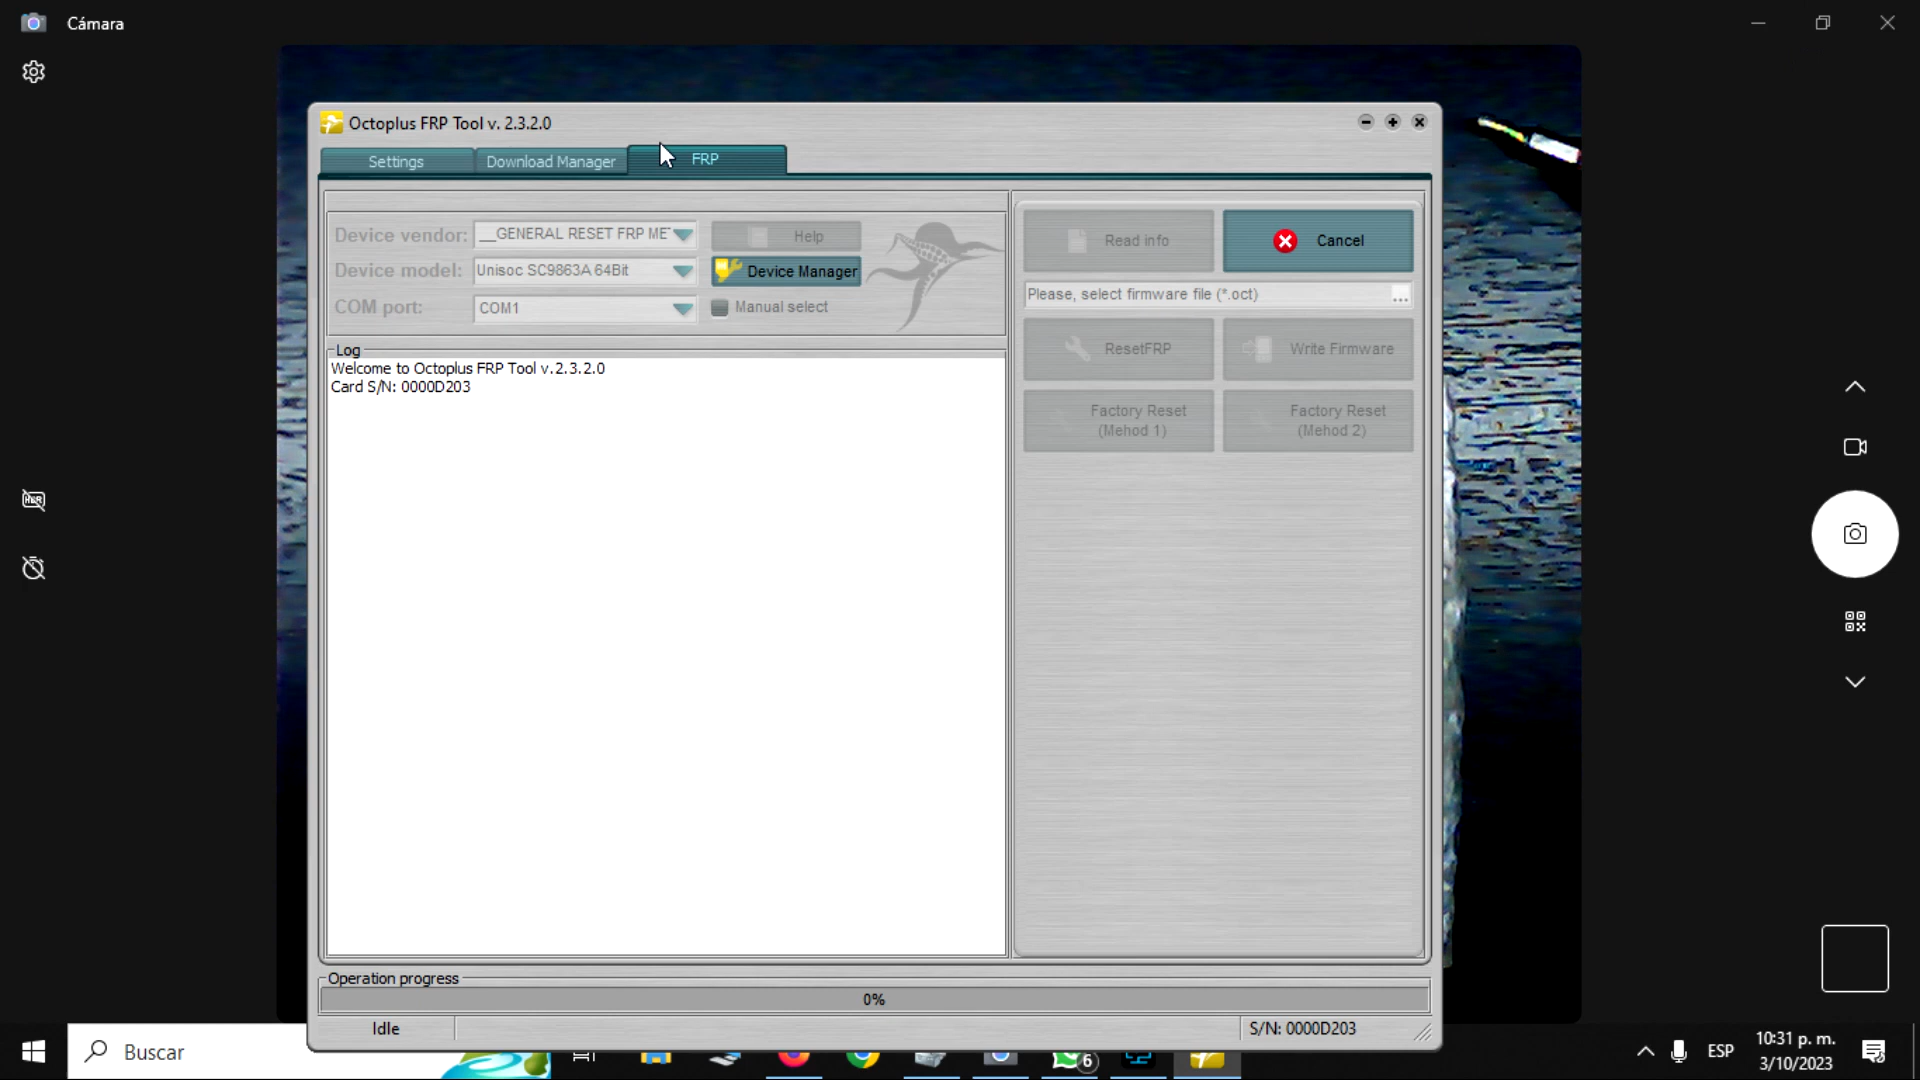 Cámara
Octoplus FRP Tool v. 2.3.2.0
Settings
Download Manager
FRP
Device vendor:
__GENERAL RESET FRP ME
Help
Device model:
Unisoc SC9863A 64Bit
Device Manager
COM port:
COM1
Manual select
Read info
Cancel
Please, select firmware file (*.oct)
...
ResetFRP
Write Firmware
Factory Reset
(Mehod 1)
Factory Reset
(Mehod 2)
Log
Welcome to Octoplus FRP Tool v.2.3.2.0
Card S/N: 0000D203
Operation progress
0%
Idle
S/N: 0000D203
Buscar
6
ESP
10:31 p. m.
3/10/2023